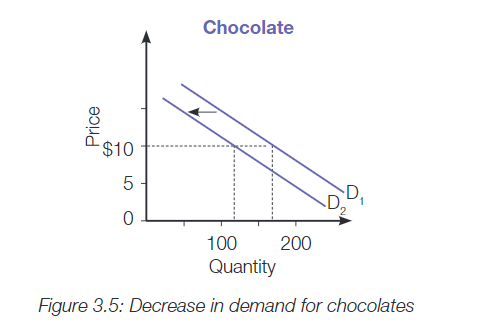 Chocolate
Price
$10
5
0
D₁
D₂
100 200
Quantity
Figure 3.5: Decrease in demand for chocolates